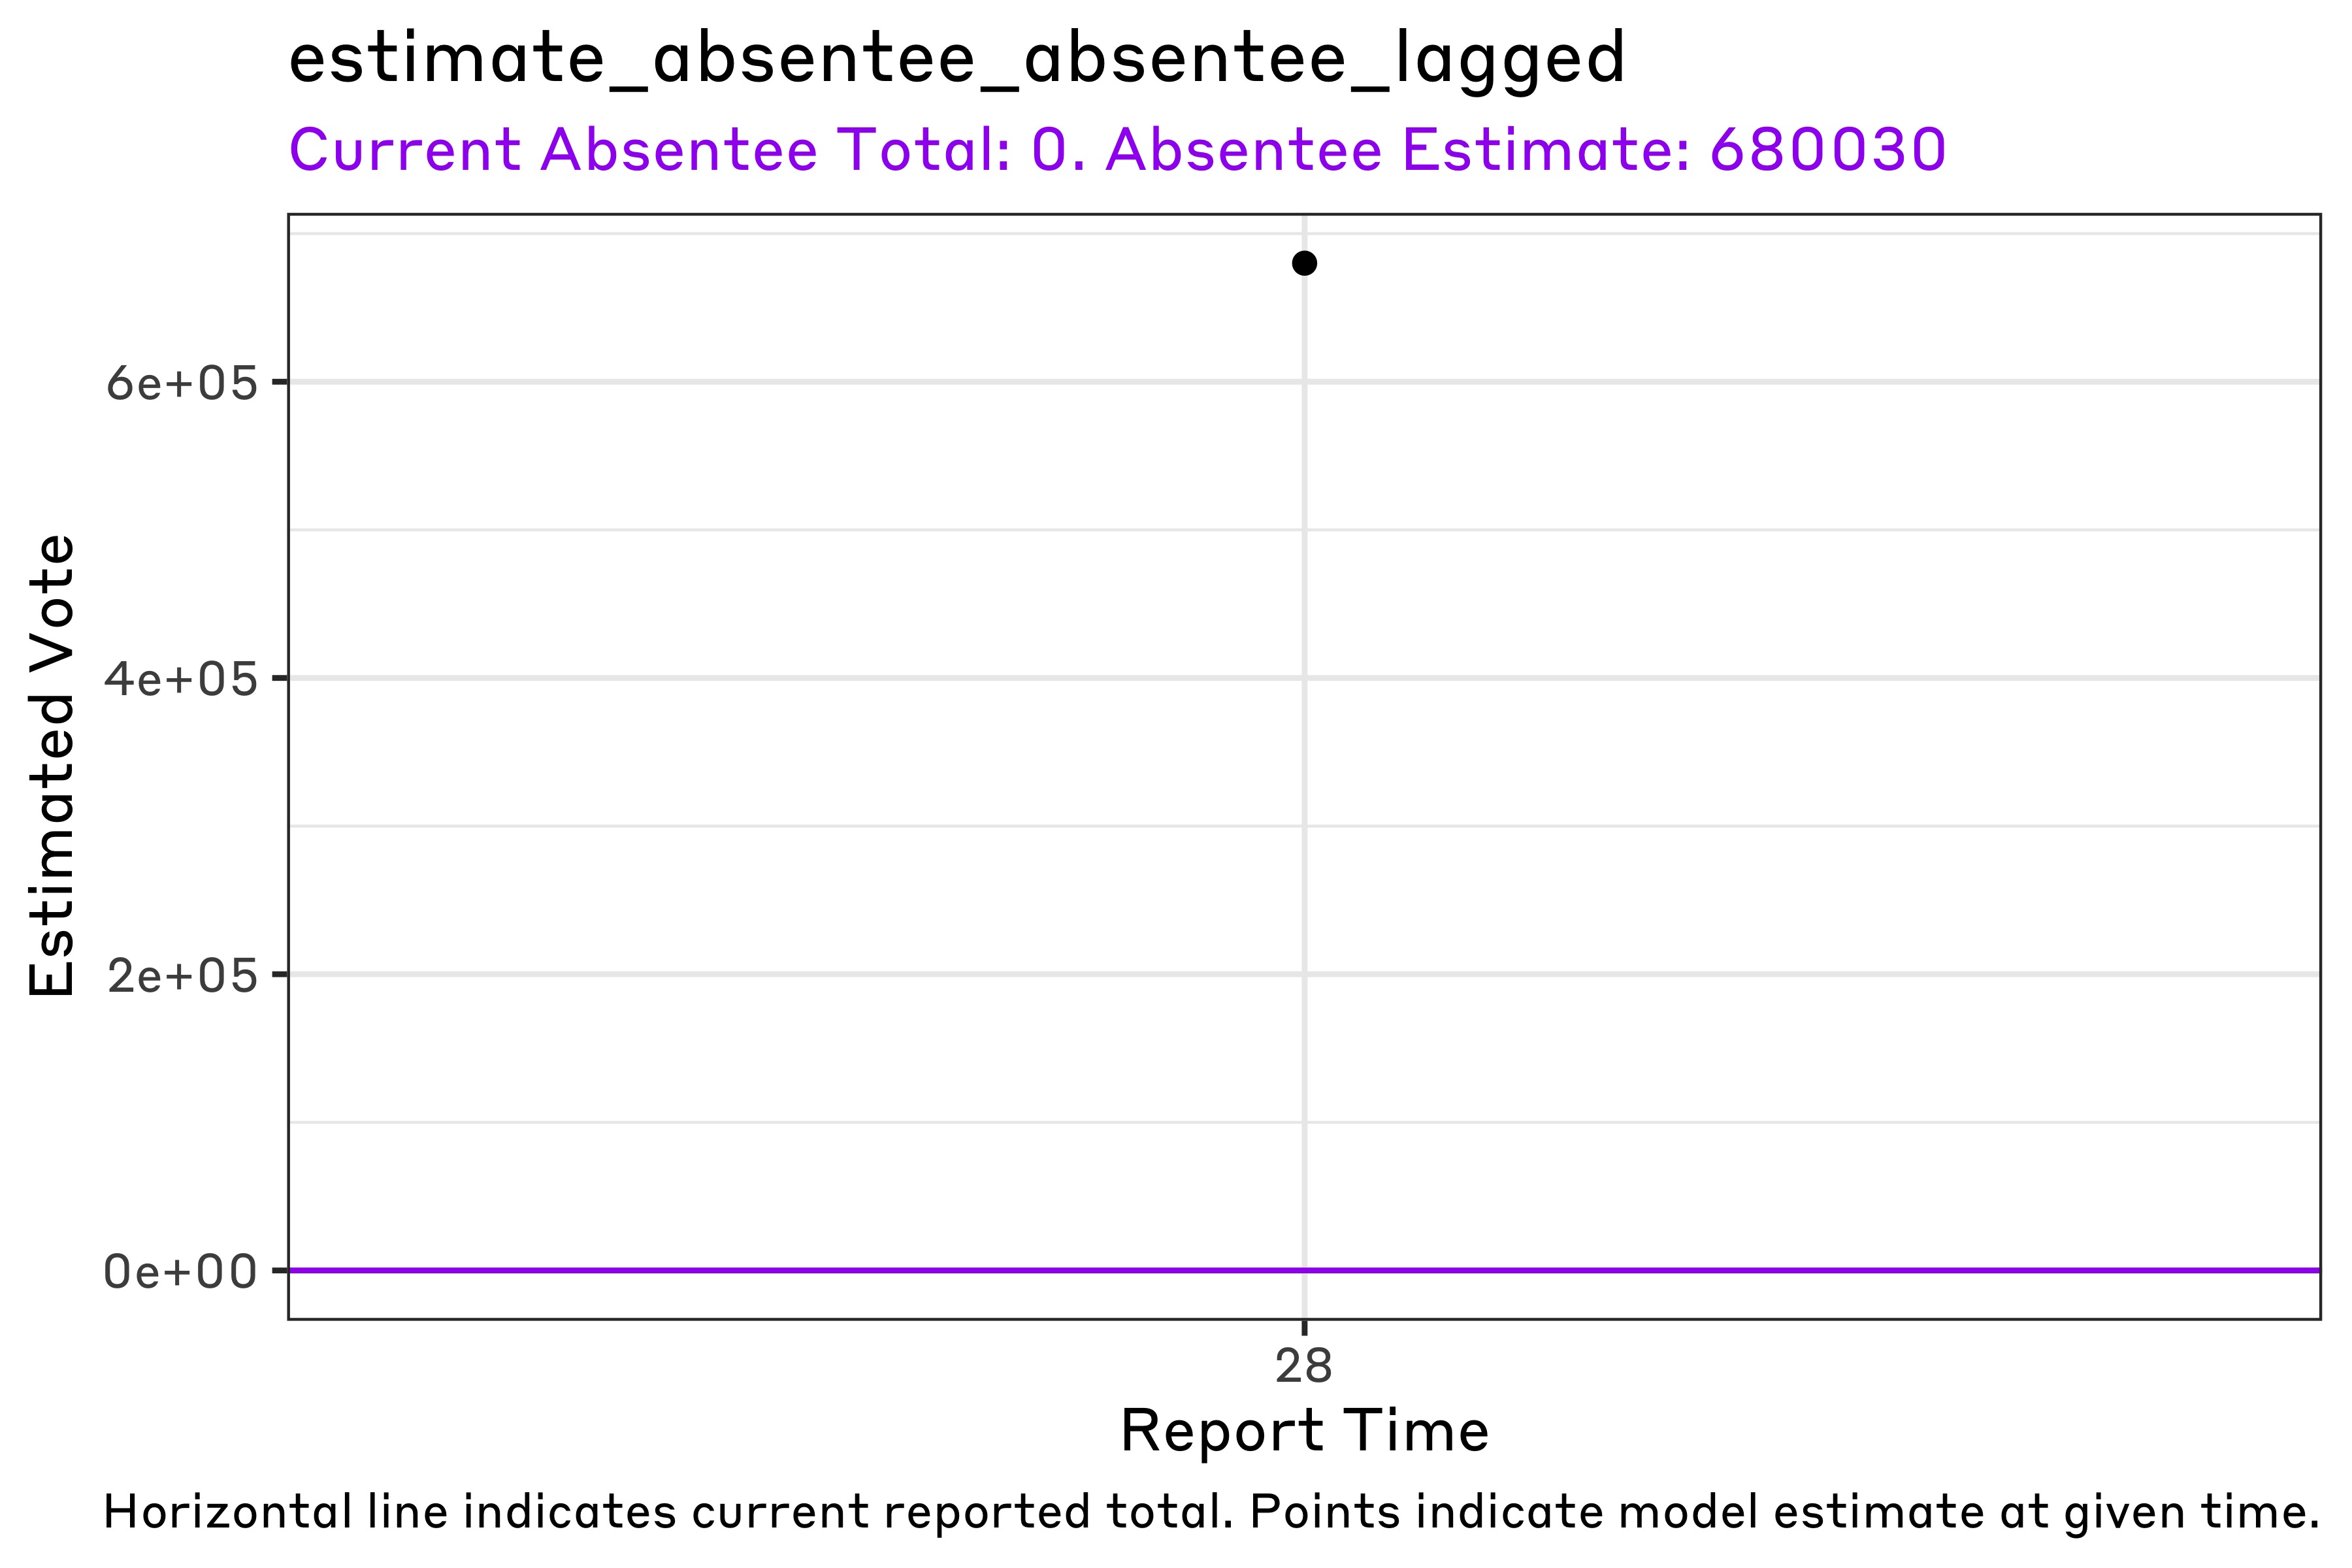 estimate_absentee_absentee_lagged
Current Absentee Total: 0. Absentee Estimate: 680030
Estimated Vote
6e+05
4e+05
2e+05
0e+00
28
Report Time
Horizontal line indicates current reported total. Points indicate model estimate at given time.